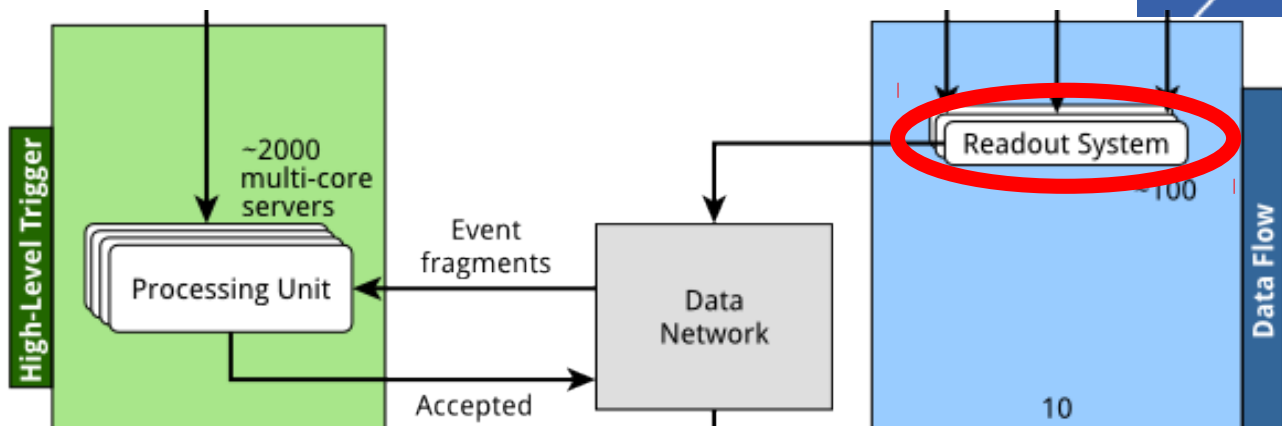 High-Level Trigger
~2000
multi-core
servers
Processing Unit
Event
fragments
Accepted
Data
Network
Readout System
~100
10
Data Flow